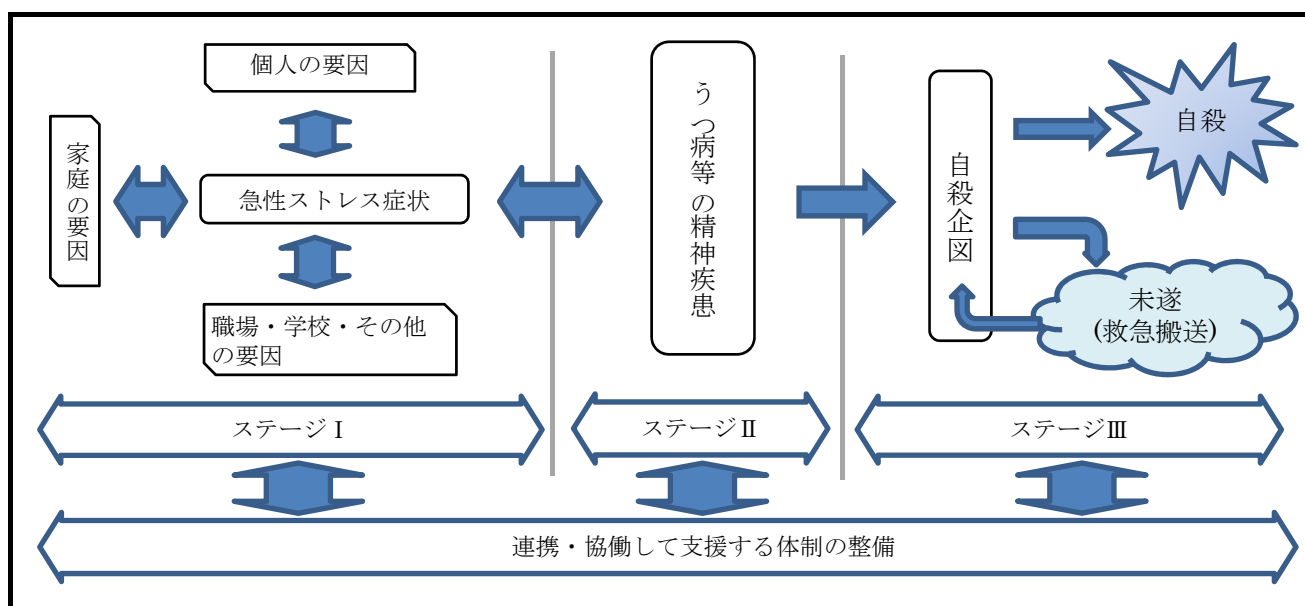 個人の要因
家庭の要因
急性ストレス症状
職場・学校・その他
の要因
うつ病等の精神疾患
自殺企図
自殺
未遂
(救急搬送)
ステージⅠ
ステージⅡ
ステージⅢ
連携・協働して支援する体制の整備